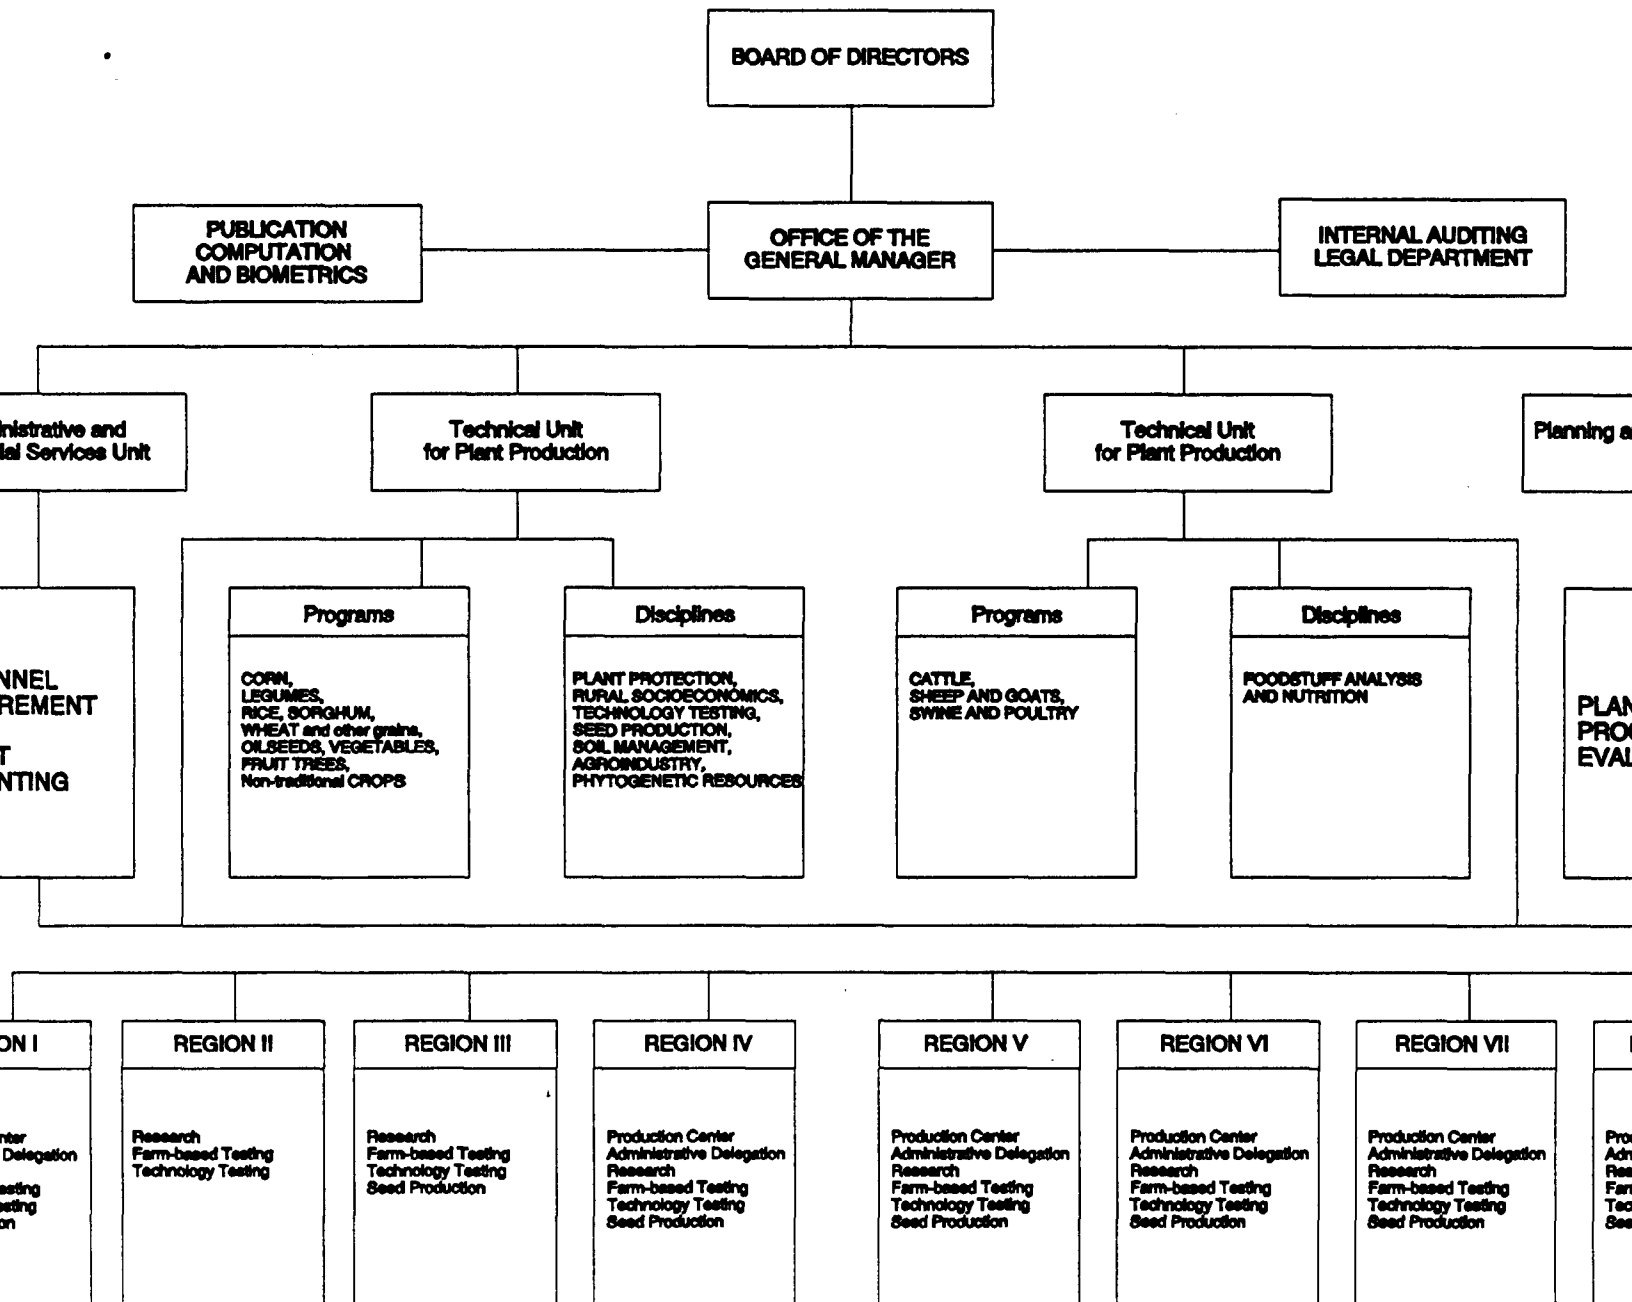 BOARD OF DIRECTORS
PUBLICATION
COMPUTATION
AND BIOMETRICS
OFFICE OF THE
GENERAL MANAGER
INTERNAL AUDITING
LEGAL DEPARTMENT
and
Services Unit
Technical Unit
for Plant Production
Technical Unit
for Plant Production
Planning
Programs
CORN,
LEGUMES,
RICE, SORGHUM,
WHEAT and other grains,
OILSEEDS, VEGETABLES,
FRUIT TREES,
Non-traditional CROPS
Disciplines
PLANT PROTECTION,
RURAL SOCIOECONOMICS,
TECHNOLOGY TESTING,
SEED PRODUCTION,
SOIL MANAGEMENT,
AGROINDUSTRY,
PHYTOGENETIC RESOURCES
Programs
CATTLE,
SHEEP AND GOATS,
SWINE AND POULTRY
Disciplines
FOODSTUFF ANALYSIS
AND NUTRITION
I
Delegation
REGION II
Research
Farm-based Testing
Technology Testing
REGION III
Research
Farm-based Testing
Technology Testing
Seed Production
REGION IV
Production Center
Administrative Delegation
Research
Farm-based Testing
Technology Testing
Seed Production
REGION V
Production Center
Administrative Delegation
Research
Farm-based Testing
Technology Testing
Seed Production
REGION VI
Production Center
Administrative Delegation
Research
Farm-based Testing
Technology Testing
Seed Production
REGION VII
Production Center
Administrative Delegation
Research
Farm-based Testing
Technology Testing
Seed Production